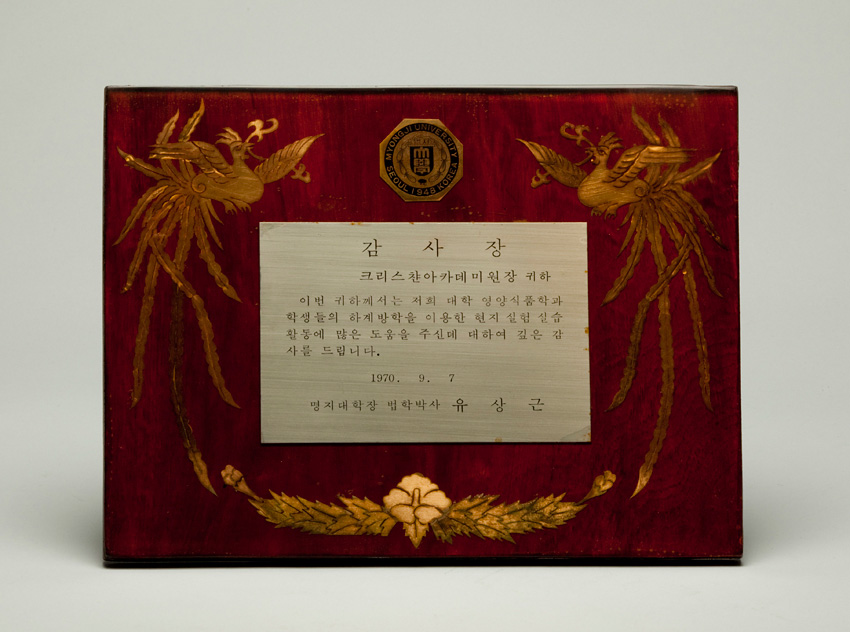 MYONGJI UNIVERSITY
大學
SEOUL 1948 KOREA
감 사 장
크리스챤아카데미원장 귀하
이번 귀하께서는 저희 대학 영양식품학과
학생들의 하계방학을 이용한 현지 실험 실습
활동에 많은 도움을 주신데 대하여 깊은 감
사를 드립니다.
1970. 9. 7
명지대학장 법학박사 유 상 근